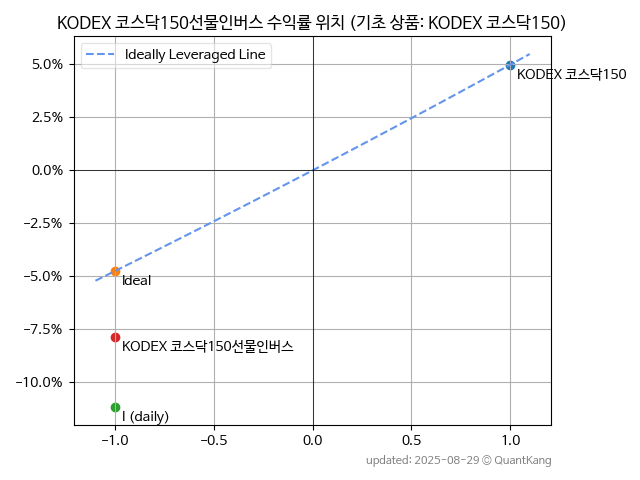 KODEX 코스닥150선물인버스 수익률 위치 (기초 상품: KODEX 코스닥150)
Ideally Leveraged Line
5.0%
2.5%
0.0%
−2.5%
−5.0%
−7.5%
−10.0%
KODEX 코스닥150
Ideal
KODEX 코스닥150선물인버스
I (daily)
−1.0
−0.5
0.0
0.5
1.0
updated: 2025-08-29 © QuantKang